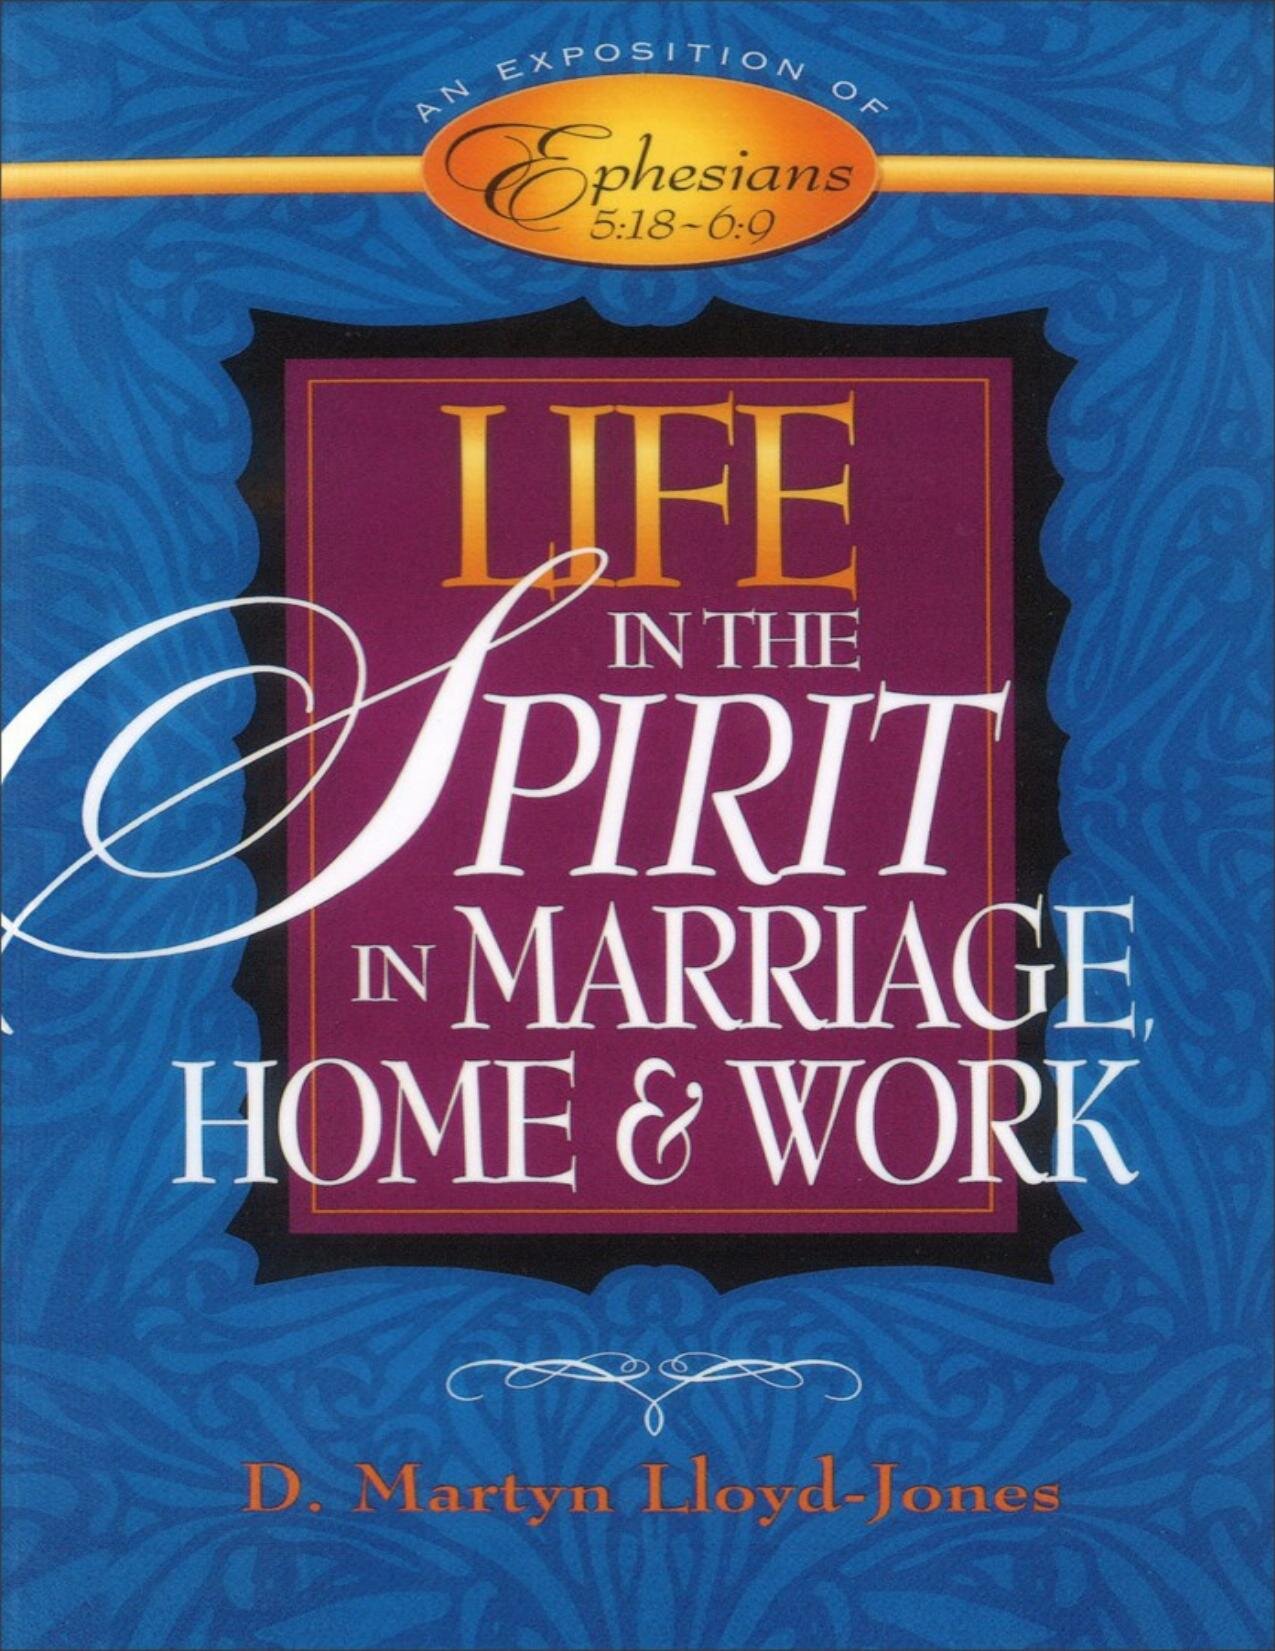 AN EXPOSITION OF
Ephesians
5:18~6:9
LIFE
IN THE
SPIRIT
IN MARRIAGE,
HOME & WORK
D. Martyn Lloyd-Jones